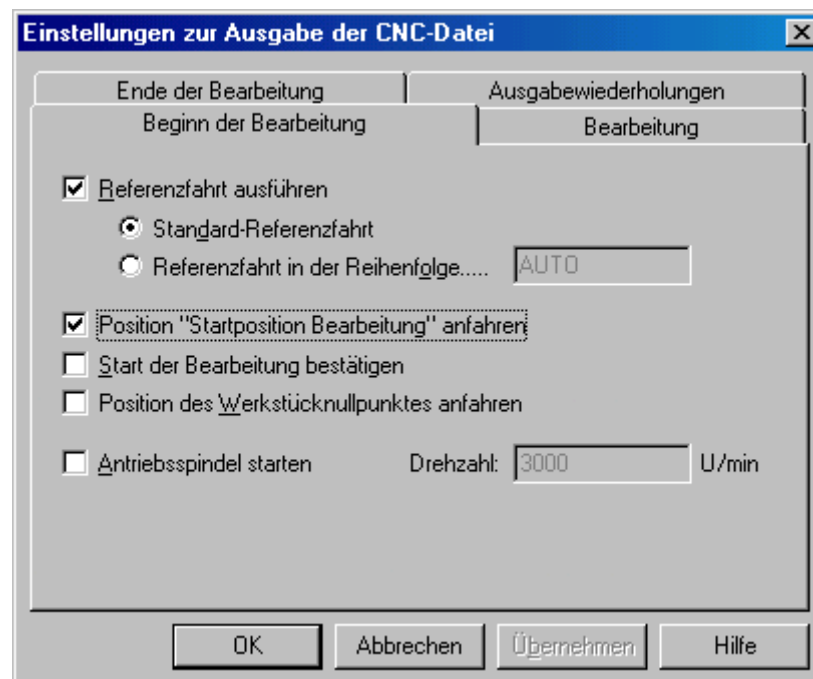 Einstellungen zur Ausgabe der CNC-Datei
Ende der Bearbeitung
Ausgabewiederholungen
Beginn der Bearbeitung
Bearbeitung
Referenzfahrt ausführen
Standard-Referenzfahrt
Referenzfahrt in der Reihenfolge..... AUTO
Position "Startposition Bearbeitung" anfahren
Start der Bearbeitung bestätigen
Position des Werkstücknullpunktes anfahren
Antriebsspindel starten Drehzahl: 3000 U/min
OK Abbrechen Übernehmen Hilfe